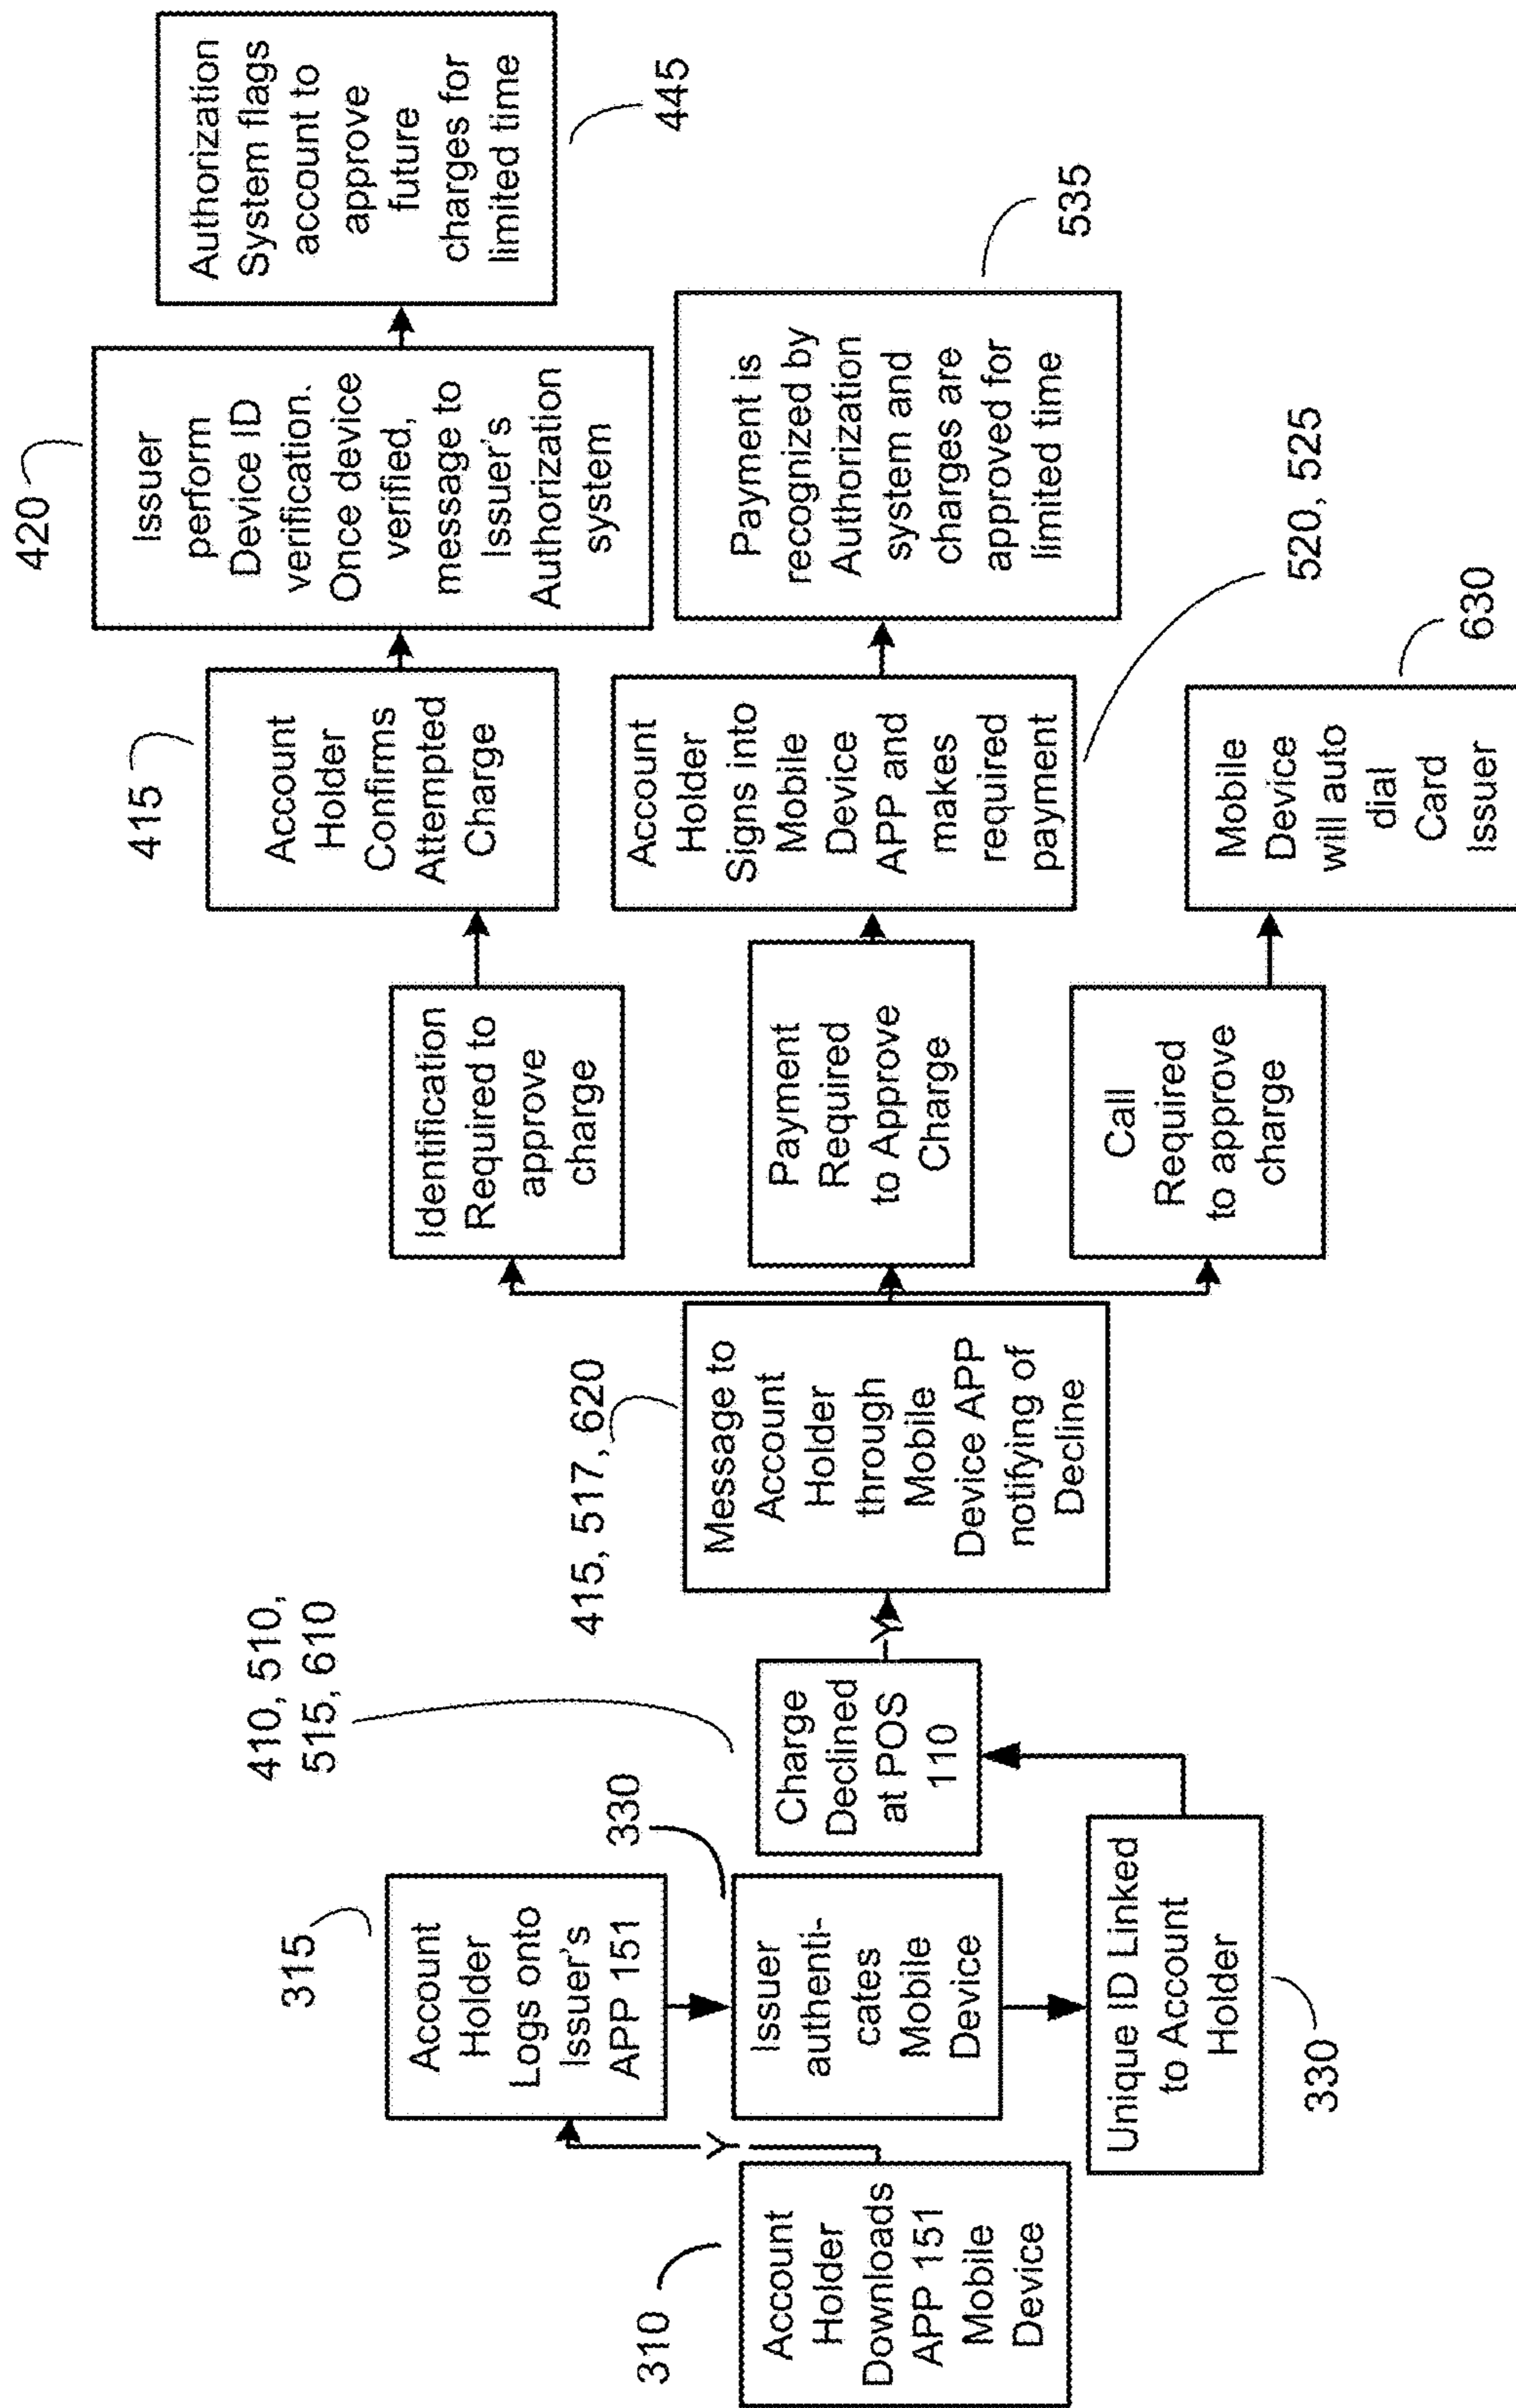 310
Account
Holder
Downloads
APP 151
Mobile
Device
315
Account
Holder
Logs onto
Issuer's
APP 151
Y
330
Issuer
authenti-
cates
Mobile
Device
Unique ID Linked
to Account
Holder
330
410, 510,
515, 610
Charge
Declined
at POS
110
Y
415, 517, 620
Message to
Account
Holder
through
Mobile
Device APP
notifying of
Decline
Identification
Required to
approve
charge
415
Account
Holder
Confirms
Attempted
Charge
420
Issuer
perform
Device ID
verification.
Once device
verified,
message to
Issuer's
Authorization
system
Authorization
System flags
account to
approve
future
charges for
limited time
445
Payment
Required
to Approve
Charge
Account
Holder
Signs into
Mobile
Device
APP and
makes
required
payment
520, 525
Payment is
recognized by
Authorization
system and
charges are
approved for
limited time
535
Call
Required
to approve
charge
Mobile
Device
will auto
dial
Card
Issuer
630